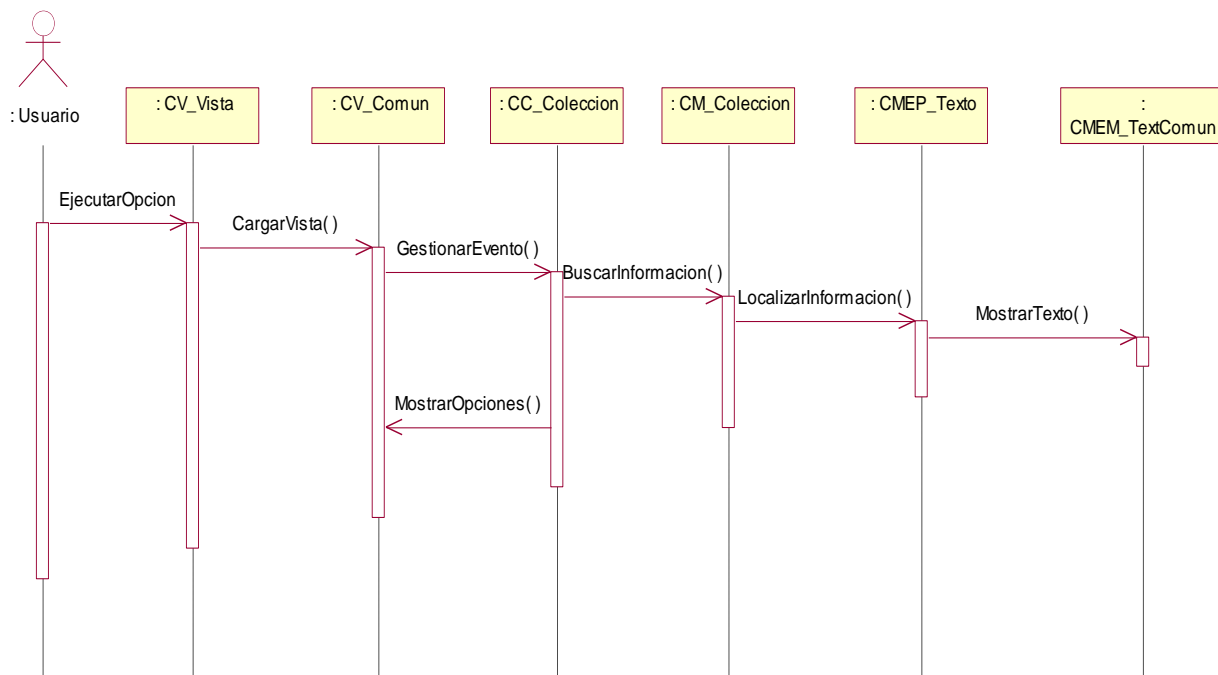 : Usuario
: CV_Vista
: CV_Comun
: CC_Coleccion
: CM_Coleccion
: CMEP_Texto
:
CMEM_TextComun
EjecutarOpcion
CargarVista( )
GestionarEvento( )
BuscarInformacion( )
LocalizarInformacion( )
MostrarTexto( )
MostrarOpciones( )